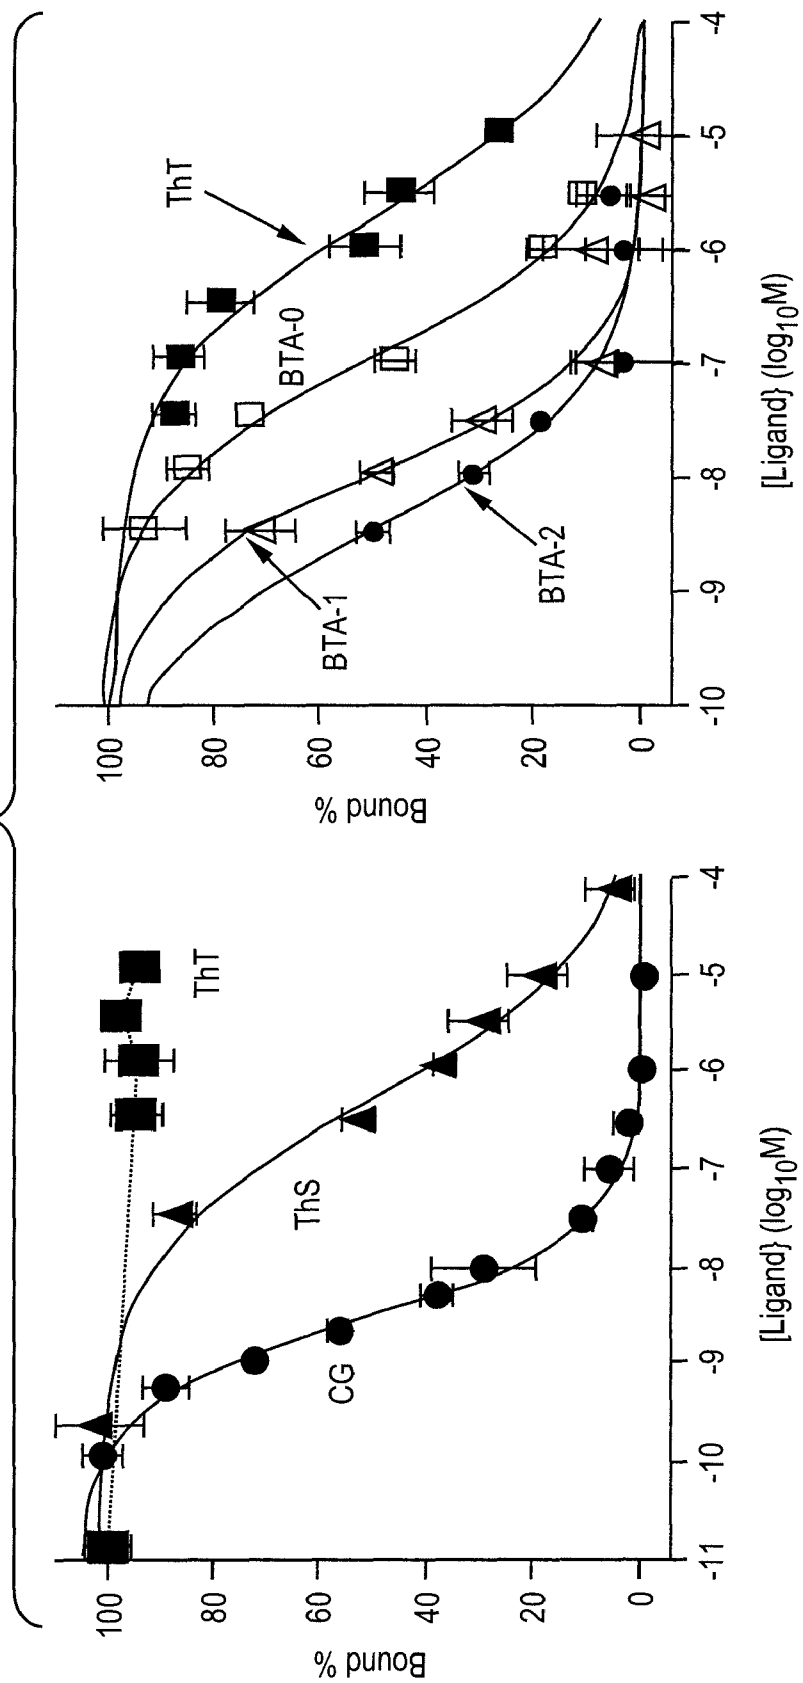 Bound %
100
80
60
40
20
0
-11
-10
-9
-8
-7
-6
-5
-4
[Ligand} (log10M)
CG
ThS
ThT
Bound %
100
80
60
40
20
0
-10
-9
-8
-7
-6
-5
-4
[Ligand} (log10M)
BTA-1
BTA-2
BTA-0
ThT